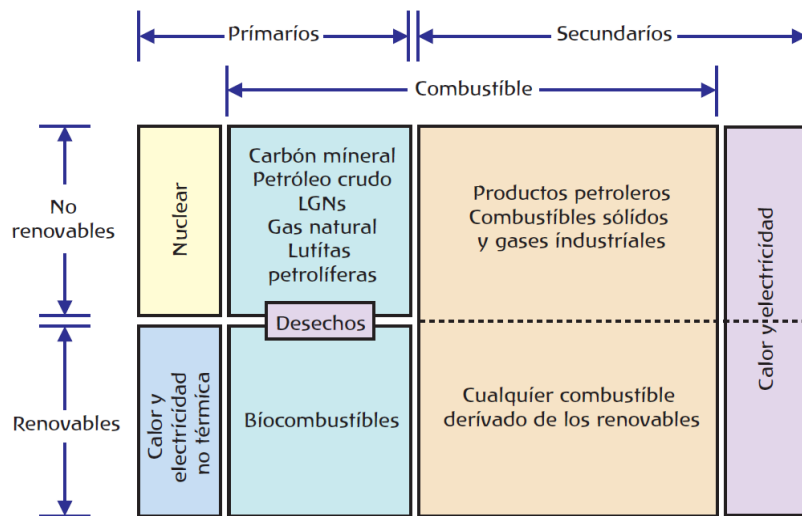 Primarios
Secundarios
Combustible
No
renovables
Nuclear
Carbón mineral
Petróleo crudo
LGNs
Gas natural
Lutitas
petrolíferas
Productos petroleros
Combustibles sólidos
y gases industriales
Calor y electricidad
Desechos
Renovables
Calor y
electricidad
no térmica
Biocombustibles
Cualquier combustible
derivado de los renovables